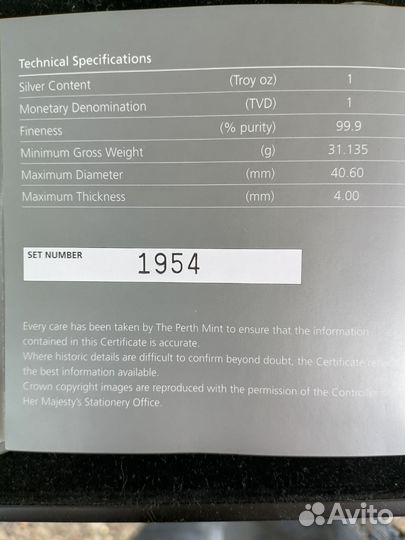 Technical Specifications
Silver Content (Troy oz) 1
Monetary Denomination (TVD) 1
Fineness (% purity) 99.9
Minimum Gross Weight (g) 31.135
Maximum Diameter (mm) 40.60
Maximum Thickness (mm) 4.00
SET NUMBER 1954
Every care has been taken by The Perth Mint to ensure that the information
contained in this Certificate is accurate.
Where historic details are difficult to confirm beyond doubt, the Certificate
the best information available.
Crown copyright images are reproduced with the permission of the
Her Majesty's Stationery Office.
Avito